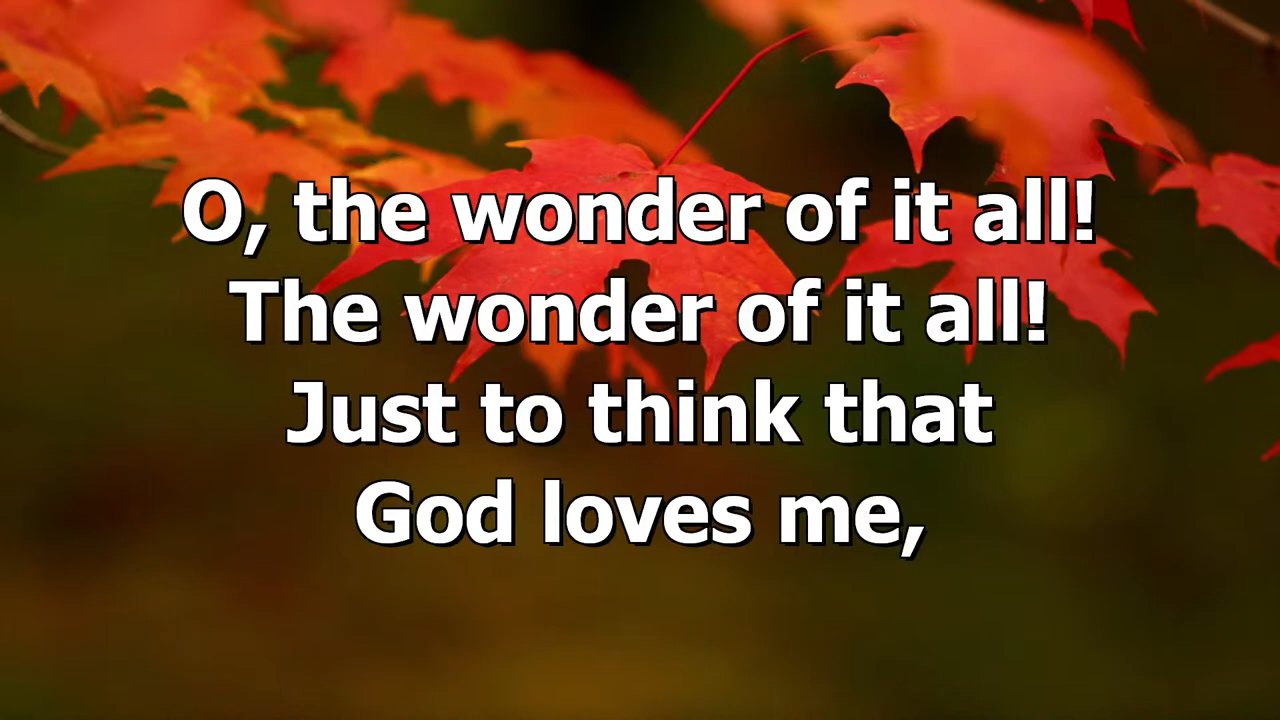 O, the wonder of it all!
The wonder of it all!
Just to think that
God loves me,